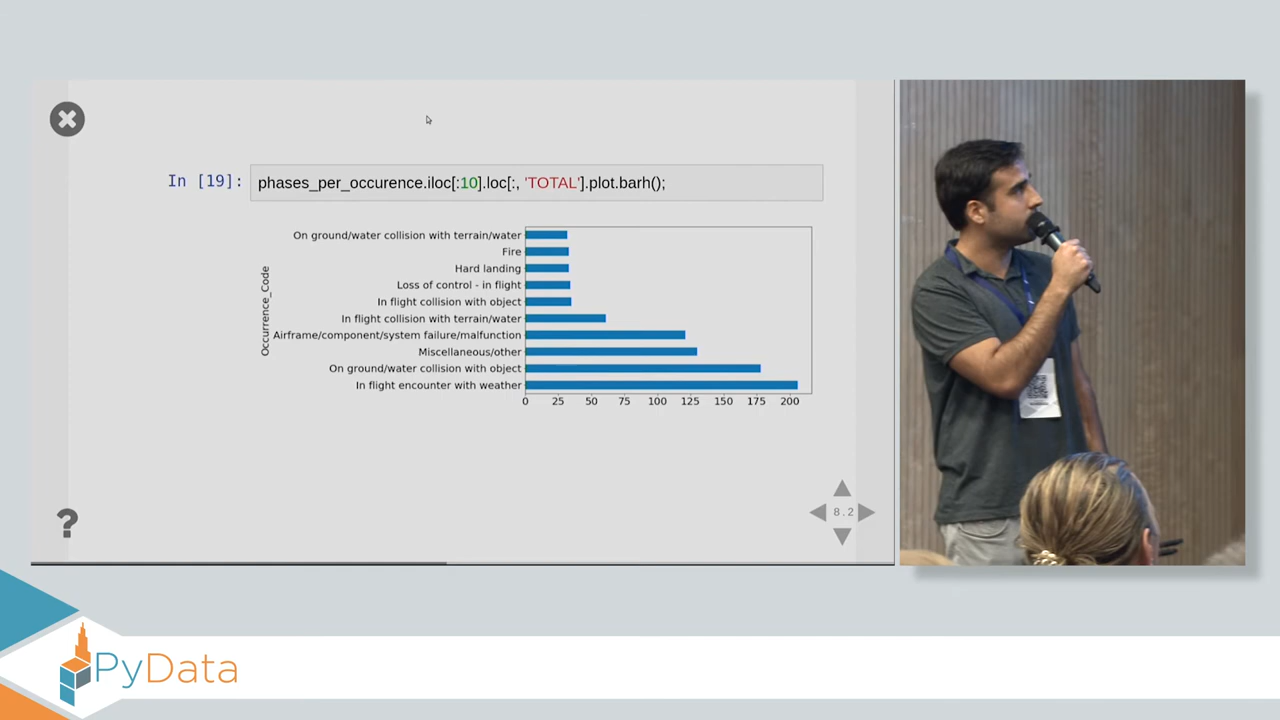 In [19]: phases_per_occurence.iloc[:10].loc[:, 'TOTAL'].plot.barh();
Occurrence_Code
On ground/water collision with terrain/water
Fire
Hard landing
Loss of control - in flight
In flight collision with object
In flight collision with terrain/water
Airframe/component/system failure/malfunction
Miscellaneous/other
On ground/water collision with object
In flight encounter with weather
0 25 50 75 100 125 150 175 200
?
8.2
PyData